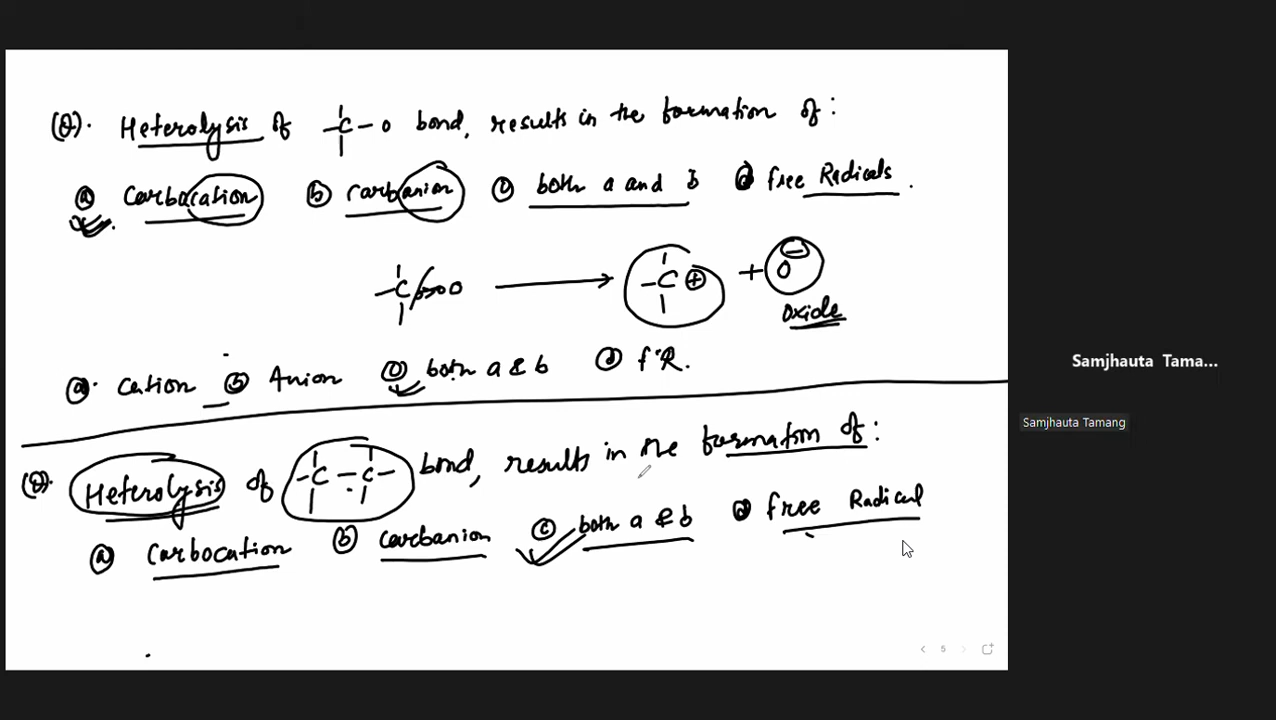 (Q). Heterolysis of -C-O bond, results in the formation of :
(a) Carbocation (b) carbanion (c) both a and b (d) free Radicals.
-C-O → -C⊕ + O⊖
Oxide
(a). Cation (b) Anion (c) both a & b (d) f.R.
(Q). Heterolysis of -C-C- bond, results in the formation of :
(a) Carbocation (b) carbanion (c) both a & b (d) free Radical
Samjhauta Tama...
Samjhauta Tamang
5